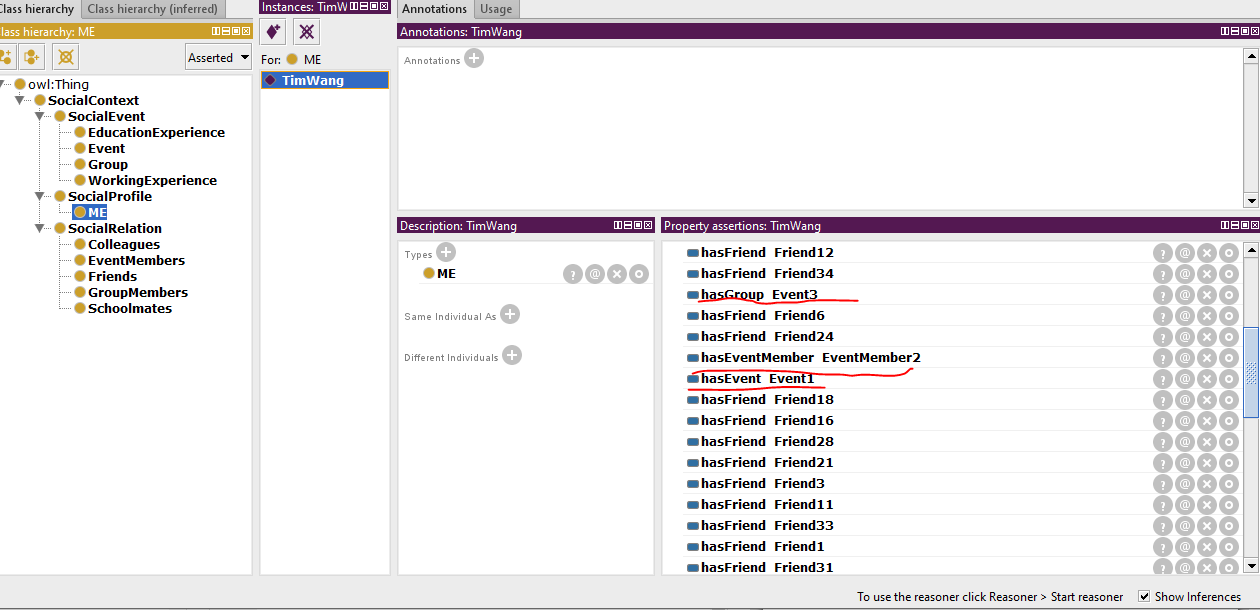 Class hierarchy
Class hierarchy (inferred)
lass hierarchy: ME
Asserted
owl:Thing
SocialContext
SocialEvent
EducationExperience
Event
Group
WorkingExperience
SocialProfile
ME
SocialRelation
Colleagues
EventMembers
Friends
GroupMembers
Schoolmates
Instances: TimW
For: ME
TimWang
Annotations
Usage
Annotations: TimWang
Annotations
Description: TimWang
Types
ME
Same Individual As
Different Individuals
Property assertions: TimWang
hasFriend Friend12
hasFriend Friend34
hasGroup Event3
hasFriend Friend6
hasFriend Friend24
hasEventMember EventMember2
hasEvent Event1
hasFriend Friend18
hasFriend Friend16
hasFriend Friend28
hasFriend Friend21
hasFriend Friend3
hasFriend Friend11
hasFriend Friend33
hasFriend Friend1
hasFriend Friend31
To use the reasoner click Reasoner > Start reasoner
Show Inferences